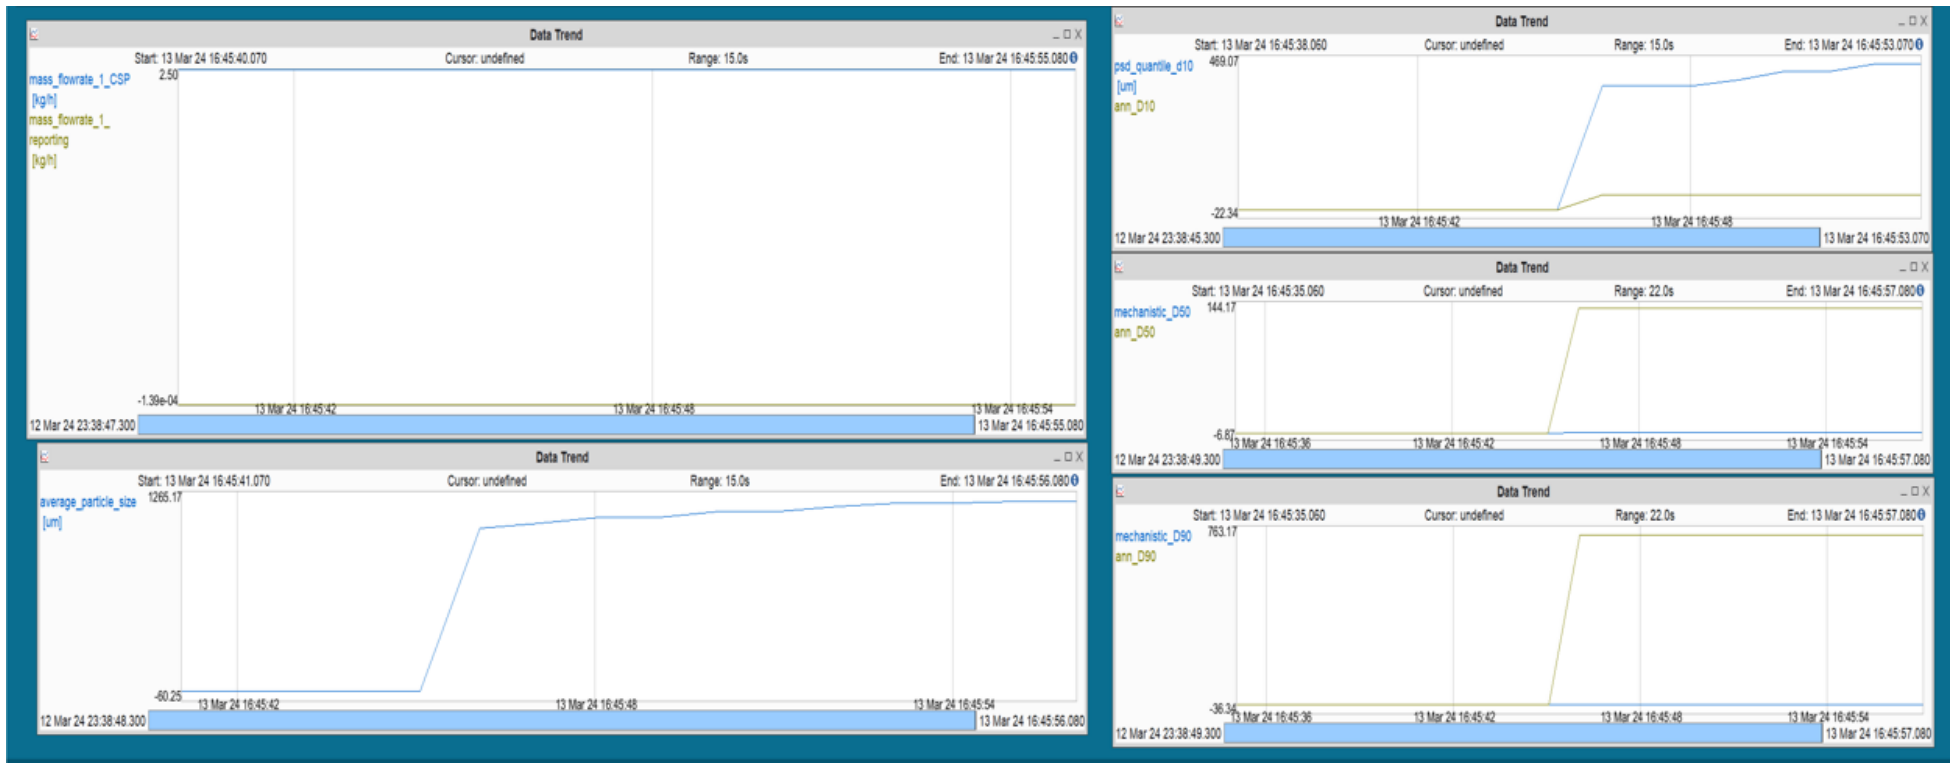 Data Trend
Start: 13 Mar 24 16:45:40.070 Cursor: undefined Range: 15.0s End: 13 Mar 24 16:45:55.080
mass_flowrate_1_CSP
[kg/h]
mass_flowrate_1_
reporting
[kg/h]
2.50
-1.39e-04
13 Mar 24 16:45:42 13 Mar 24 16:45:48 13 Mar 24 16:45:54
12 Mar 24 23:38:47.300 13 Mar 24 16:45:55.080
Data Trend
Start: 13 Mar 24 16:45:41.070 Cursor: undefined Range: 15.0s End: 13 Mar 24 16:45:56.080
average_particle_size
[um]
1265.17
-60.25
13 Mar 24 16:45:42 13 Mar 24 16:45:48 13 Mar 24 16:45:54
12 Mar 24 23:38:48.300 13 Mar 24 16:45:56.080
Data Trend
Start: 13 Mar 24 16:45:38.060 Cursor: undefined Range: 15.0s End: 13 Mar 24 16:45:53.070
psd_quantile_d10
[um]
ann_D10
469.07
-22.34
13 Mar 24 16:45:42 13 Mar 24 16:45:48
12 Mar 24 23:38:45.300 13 Mar 24 16:45:53.070
Data Trend
Start: 13 Mar 24 16:45:35.060 Cursor: undefined Range: 22.0s End: 13 Mar 24 16:45:57.080
mechanistic_D50
ann_D50
144.17
-6.87
13 Mar 24 16:45:36 13 Mar 24 16:45:42 13 Mar 24 16:45:48 13 Mar 24 16:45:54
12 Mar 24 23:38:49.300 13 Mar 24 16:45:57.080
Data Trend
Start: 13 Mar 24 16:45:35.060 Cursor: undefined Range: 22.0s End: 13 Mar 24 16:45:57.080
mechanistic_D90
ann_D90
763.17
-36.34
13 Mar 24 16:45:36 13 Mar 24 16:45:42 13 Mar 24 16:45:48 13 Mar 24 16:45:54
12 Mar 24 23:38:49.300 13 Mar 24 16:45:57.080